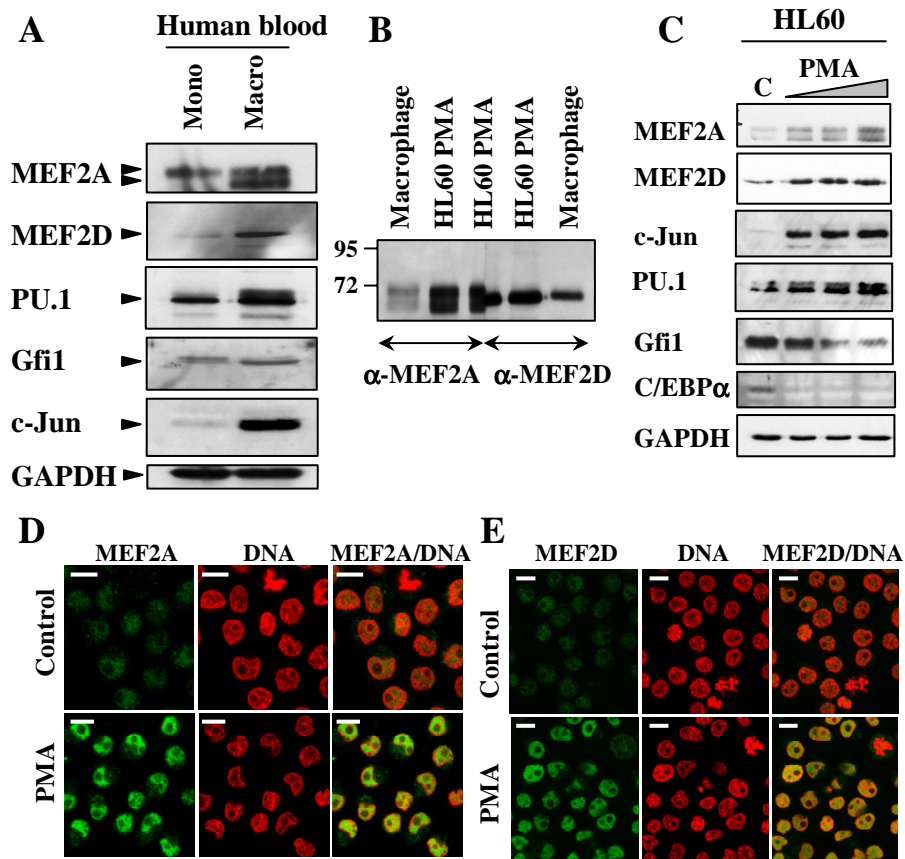 A
Human blood
Mono
Macro
MEF2A
MEF2D
PU.1
Gfi1
c-Jun
GAPDH
B
Macrophage
HL60 PMA
HL60 PMA
HL60 PMA
Macrophage
95
72
α-MEF2A
α-MEF2D
C
HL60
C
PMA
MEF2A
MEF2D
c-Jun
PU.1
Gfi1
C/EBPα
GAPDH
D
MEF2A
DNA
MEF2A/DNA
Control
PMA
E
MEF2D
DNA
MEF2D/DNA
Control
PMA